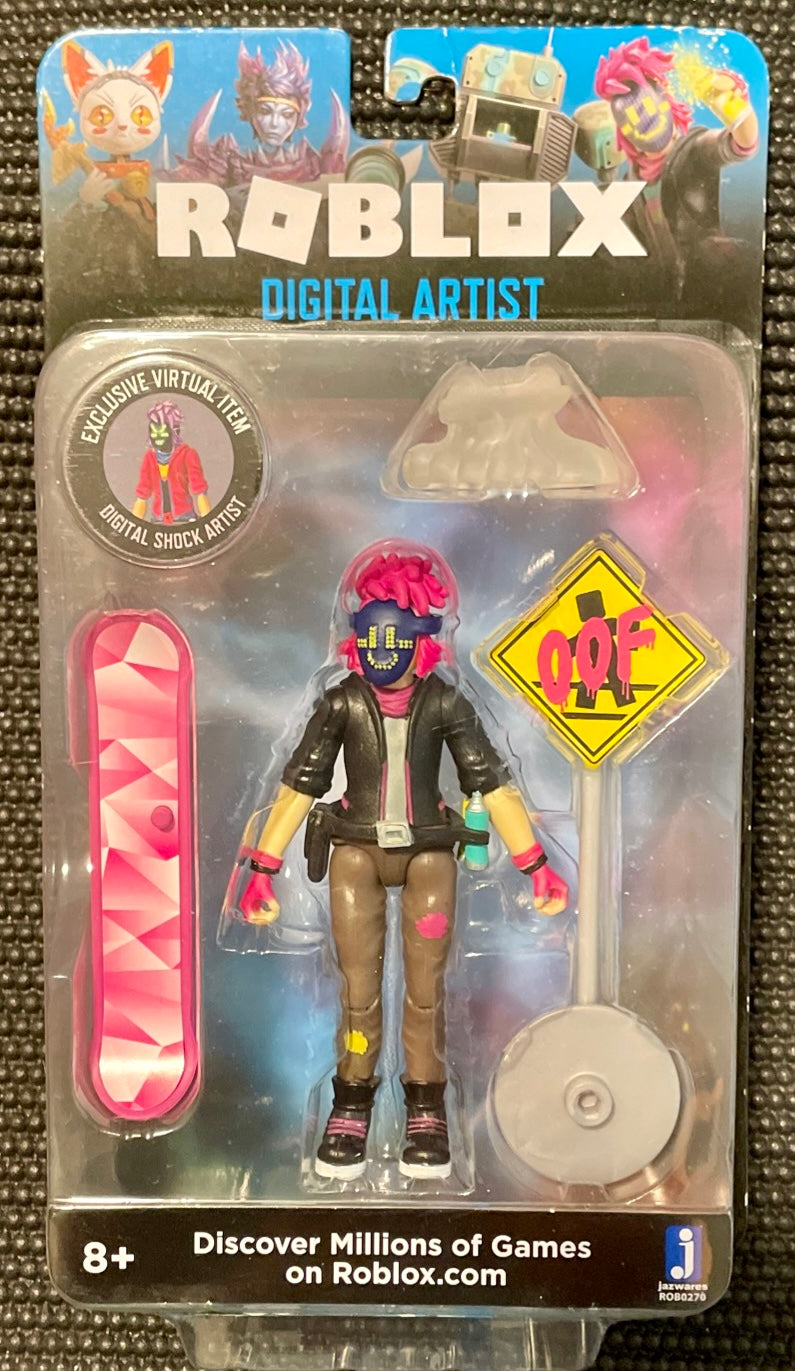 ROBLOX
DIGITAL ARTIST
EXCLUSIVE VIRTUAL ITEM
DIGITAL SHOCK ARTIST
OOF
8+
Discover Millions of Games
on Roblox.com
j
jazwares
ROB0270